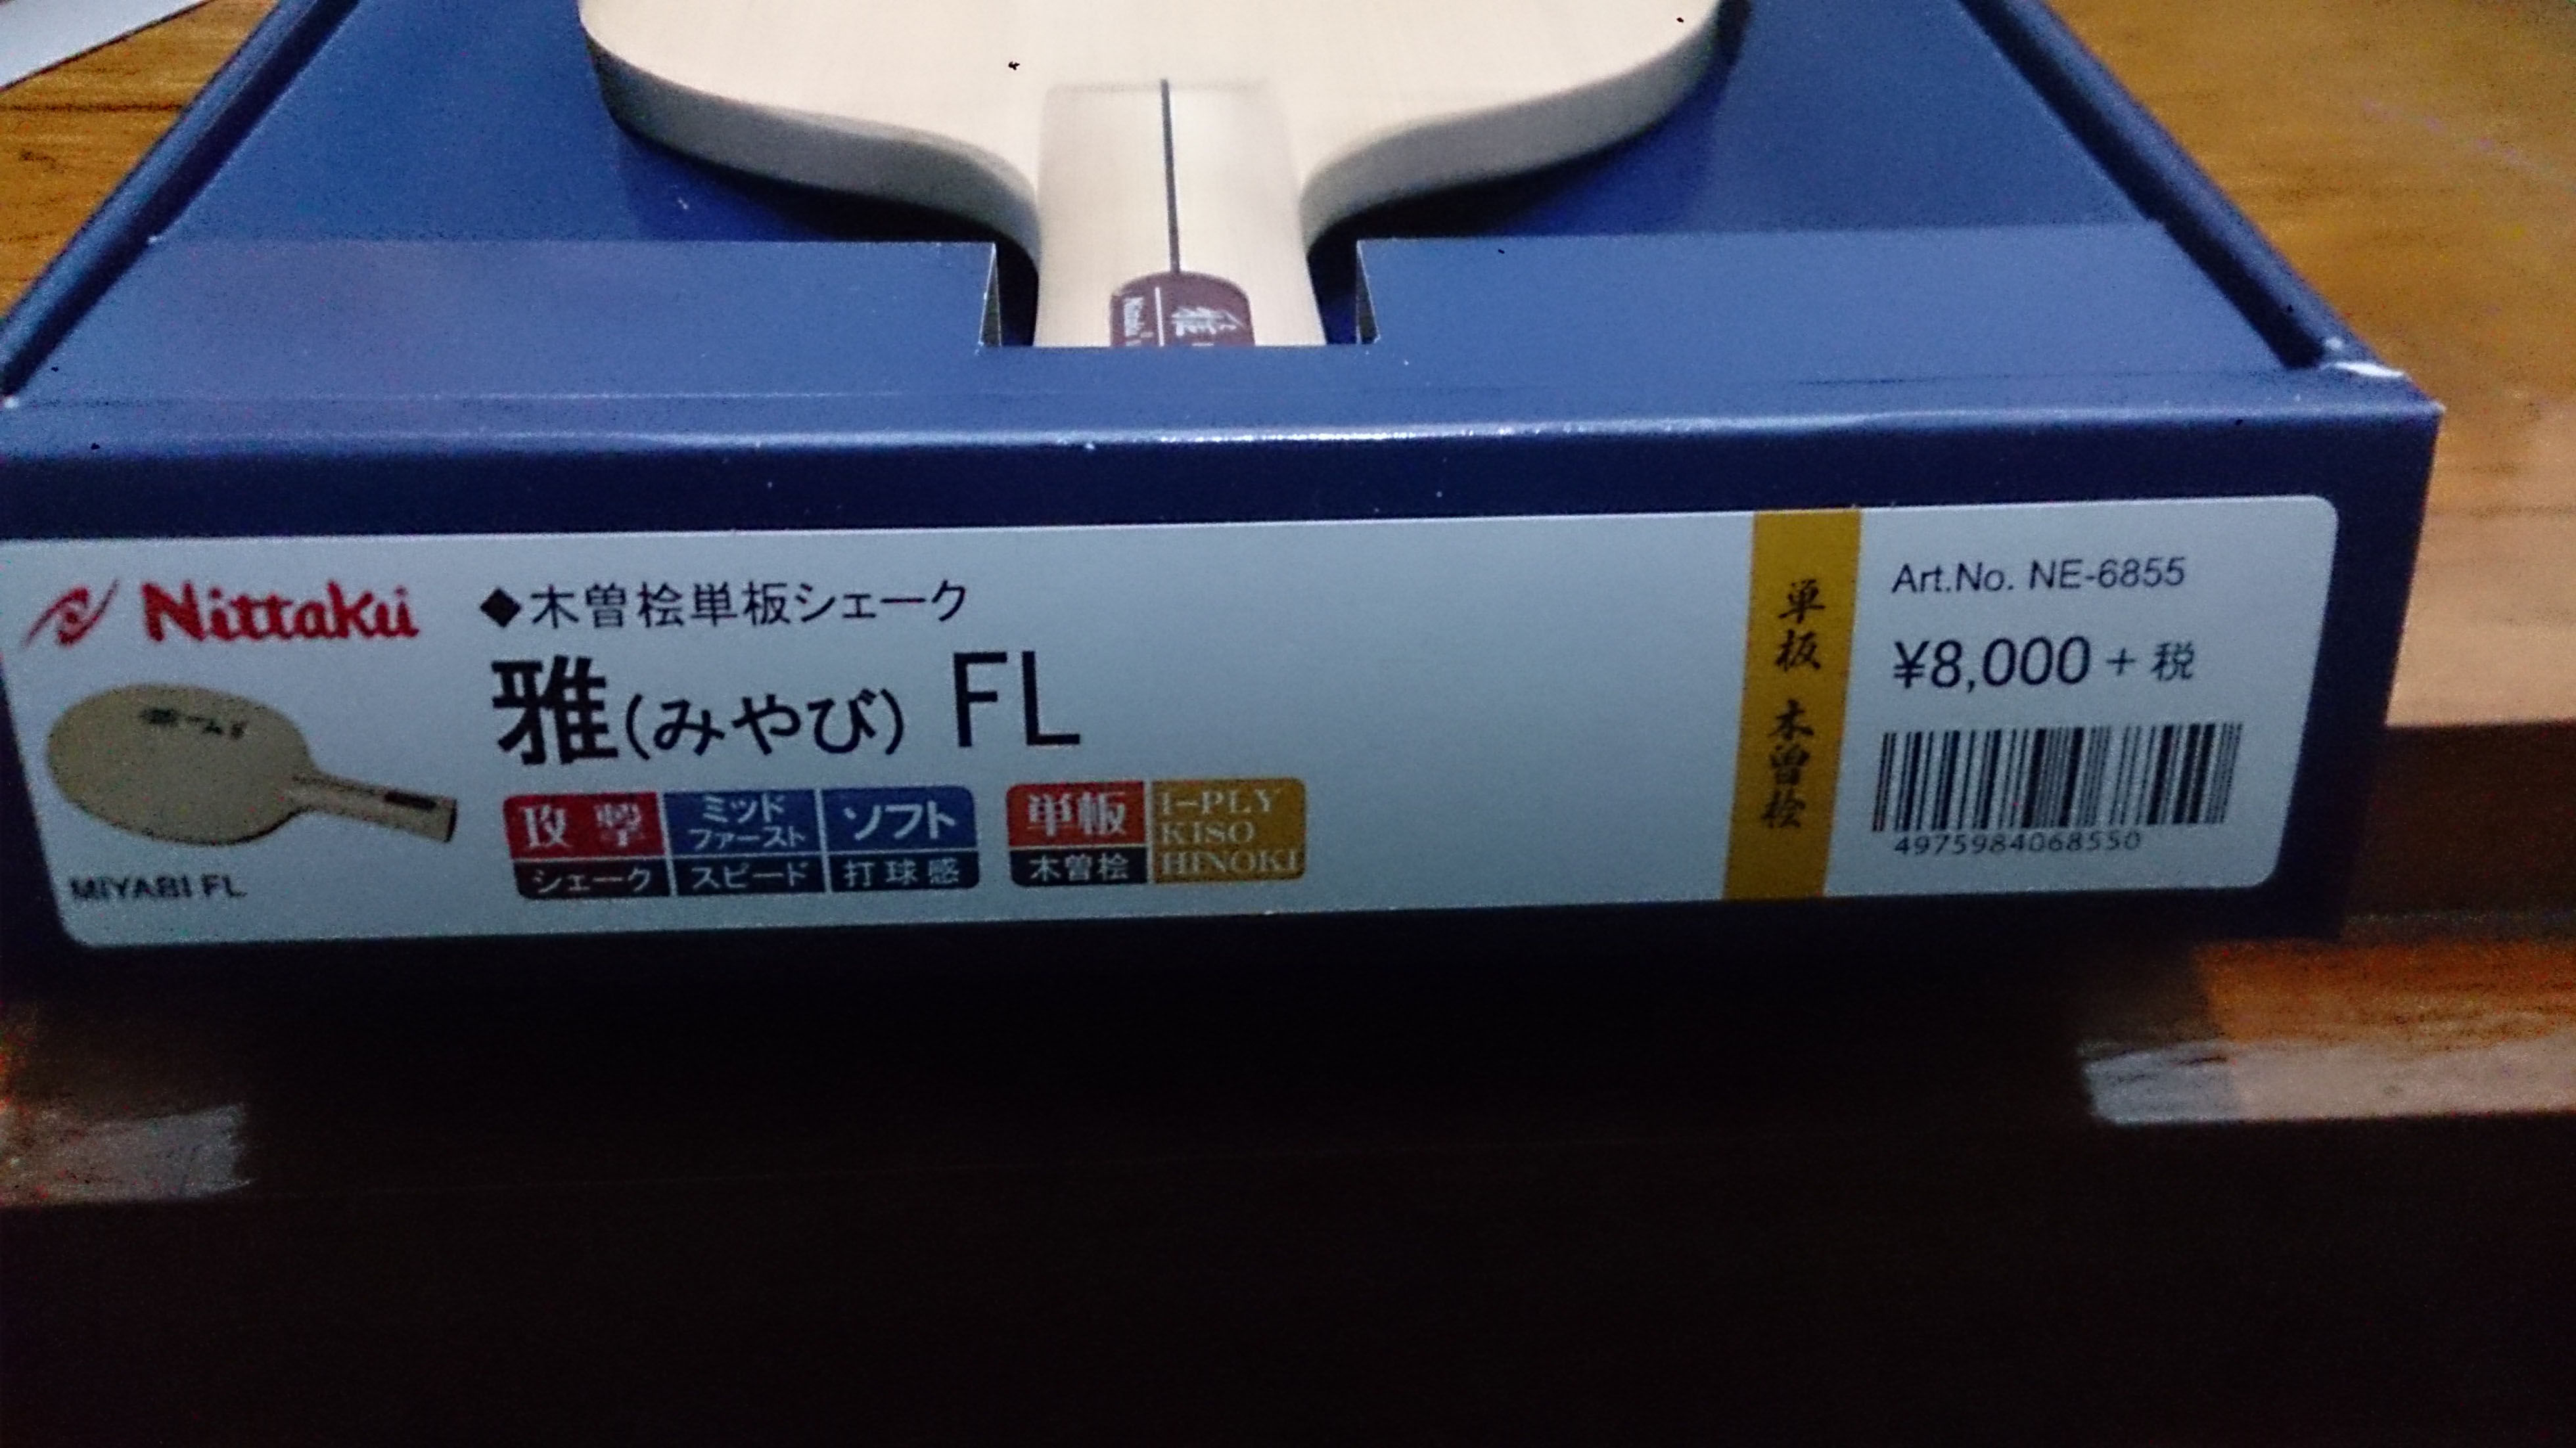 雅
Nittaku
Nittaku
◆木曽桧単板シェーク
雅(みやび) FL
MIYABI FL
攻撃
シェーク
ミッド
ファースト
スピード
ソフト
打球感
単板
木曽桧
1-PLY
KISO
HINOKI
単板 木曽桧
Art.No. NE-6855
¥8,000+税
4975984068550